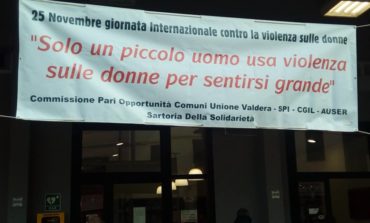 25 Novembre giornata Internazionale contro la violenza sulle donne
"Solo un piccolo uomo usa violenza
sulle donne per sentirsi grande"
Commissione Pari Opportunità Comuni Unione Valdera - SPI - CGIL - AUSER
Sartoria Della Solidarietà